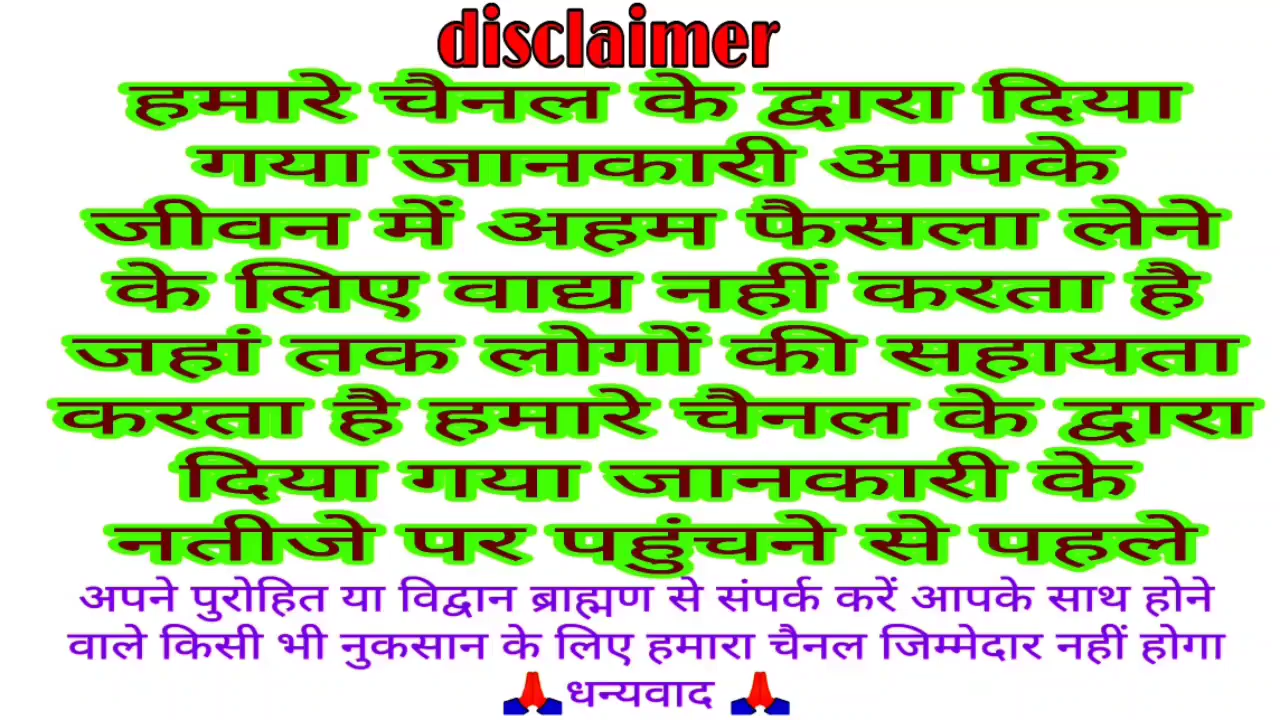 disclaimer
हमारे चैनल के द्वारा दिया
गया जानकारी आपके
जीवन में अहम फैसला लेने
के लिए वाद्य नहीं करता है
जहां तक लोगों की सहायता
करता है हमारे चैनल के द्वारा
दिया गया जानकारी के
नतीजे पर पहुंचने से पहले
अपने पुरोहित या विद्वान ब्राह्मण से संपर्क करें आपके साथ होने
वाले किसी भी नुकसान के लिए हमारा चैनल जिम्मेदार नहीं होगा
🙏धन्यवाद 🙏